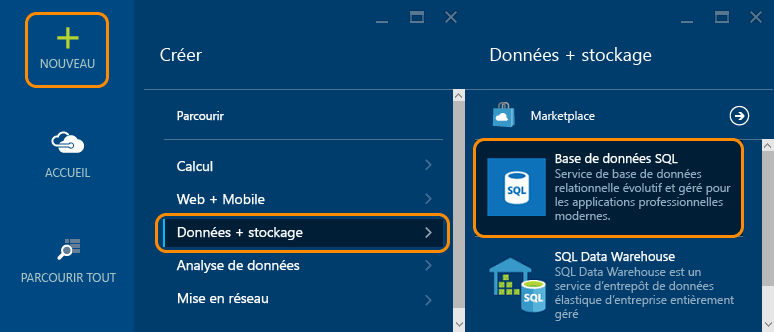 NOUVEAU
ACCUEIL
PARCOURIR TOUT
Créer
Parcourir
Calcul
Web + Mobile
Données + stockage
Analyse de données
Mise en réseau
Données + stockage
Marketplace
SQL
Base de données SQL
Service de base de données
relationnelle évolutif et géré pour
les applications professionnelles
modernes.
SQL
SQL Data Warehouse
SQL Data Warehouse est un
service d'entrepôt de données
élastique d'entreprise entièrement
géré